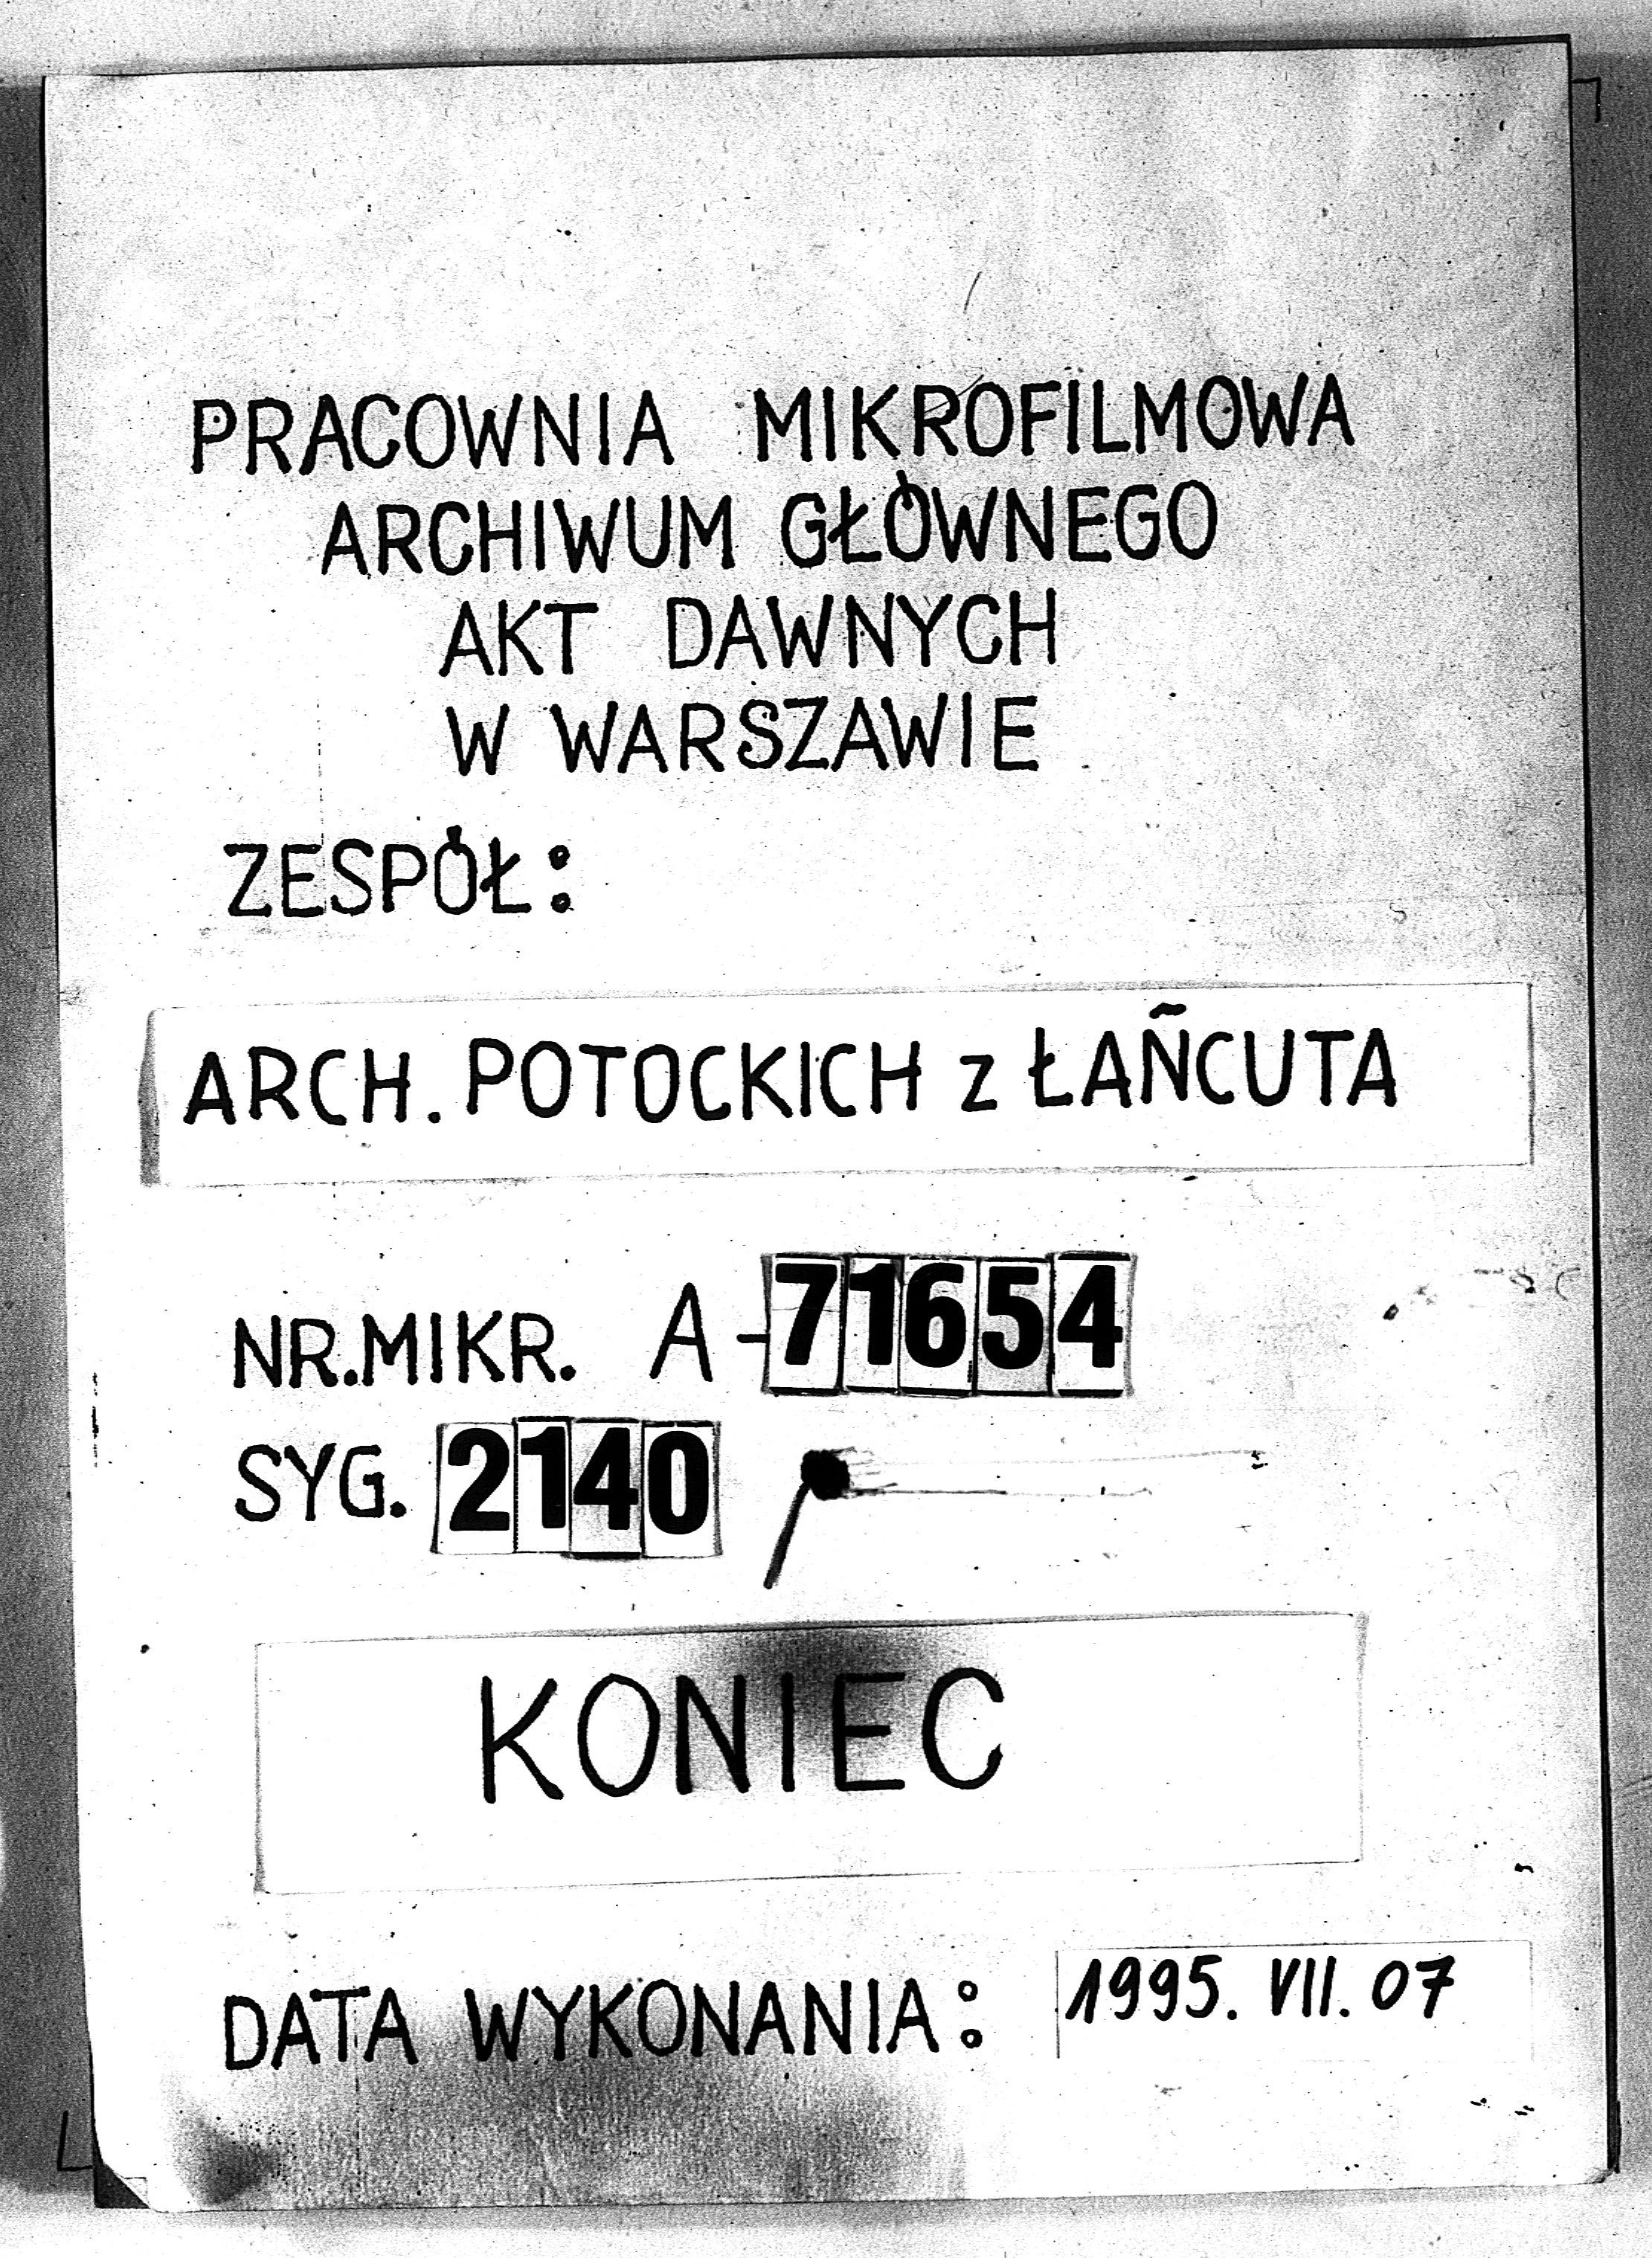 PRACOWNIA MIKROFILMOWA
ARCHIWUM GŁÓWNEGO
AKT DAWNYCH
W WARSZAWIE
ZESPÓŁ:
ARCH. POTOCKICH z ŁAŃCUTA
NR.MIKR. A-71654
SYG. 2140
KONIEC
DATA WYKONANIA: 1995. VII. 07